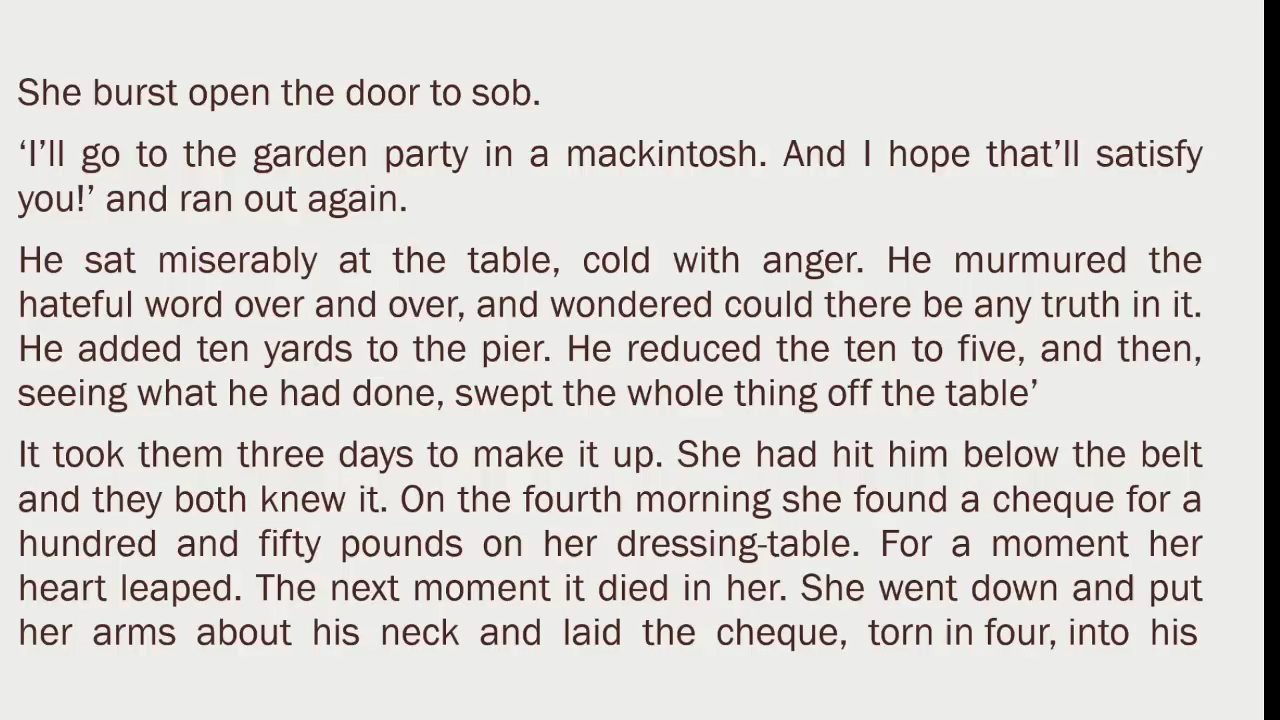 She burst open the door to sob.
‘I’ll go to the garden party in a mackintosh. And I hope that’ll satisfy
you!’ and ran out again.
He sat miserably at the table, cold with anger. He murmured the
hateful word over and over, and wondered could there be any truth in it.
He added ten yards to the pier. He reduced the ten to five, and then,
seeing what he had done, swept the whole thing off the table’
It took them three days to make it up. She had hit him below the belt
and they both knew it. On the fourth morning she found a cheque for a
hundred and fifty pounds on her dressing-table. For a moment her
heart leaped. The next moment it died in her. She went down and put
her arms about his neck and laid the cheque, torn in four, into his